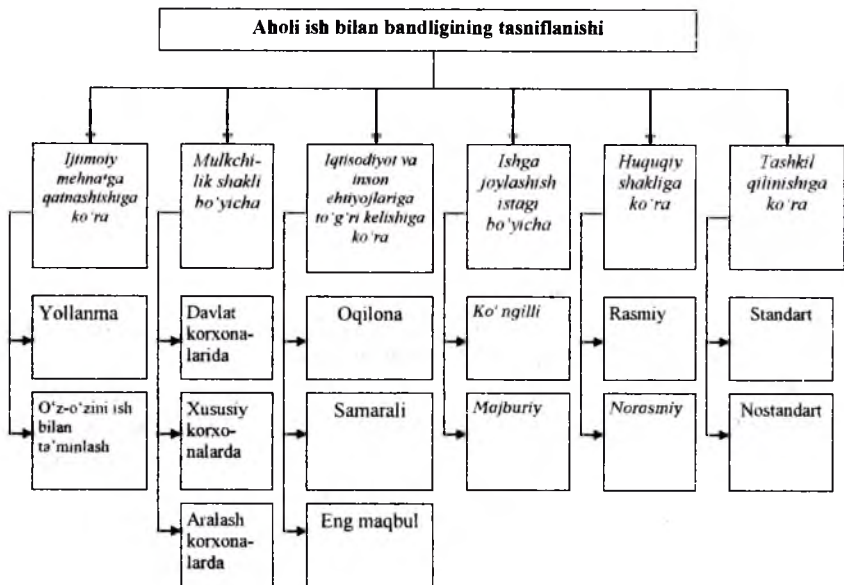 Aholi ish bilan bandligining tasniflanishi
Ijtimoiy
mehnatga
qatnashishiga
ko‘ra
Mulkchi-
lik shakli
bo‘yicha
Iqtisodiyot va
inson
ehtiyojlariga
to‘g‘ri kelishiga
ko‘ra
Ishga
joylashish
istagi
bo‘yicha
Huquqiy
shakliga
ko‘ra
Tashkil
qilinishiga
ko‘ra
Yollanma
Davlat
korxona-
larida
Oqilona
Ko‘ngilli
Rasmiy
Standart
O‘z-o‘zini ish
bilan
ta’minlash
Xususiy
korxo-
nalarda
Samarali
Majburiy
Norasmiy
Nostandart
Aralash
korxona-
larda
Eng maqbul